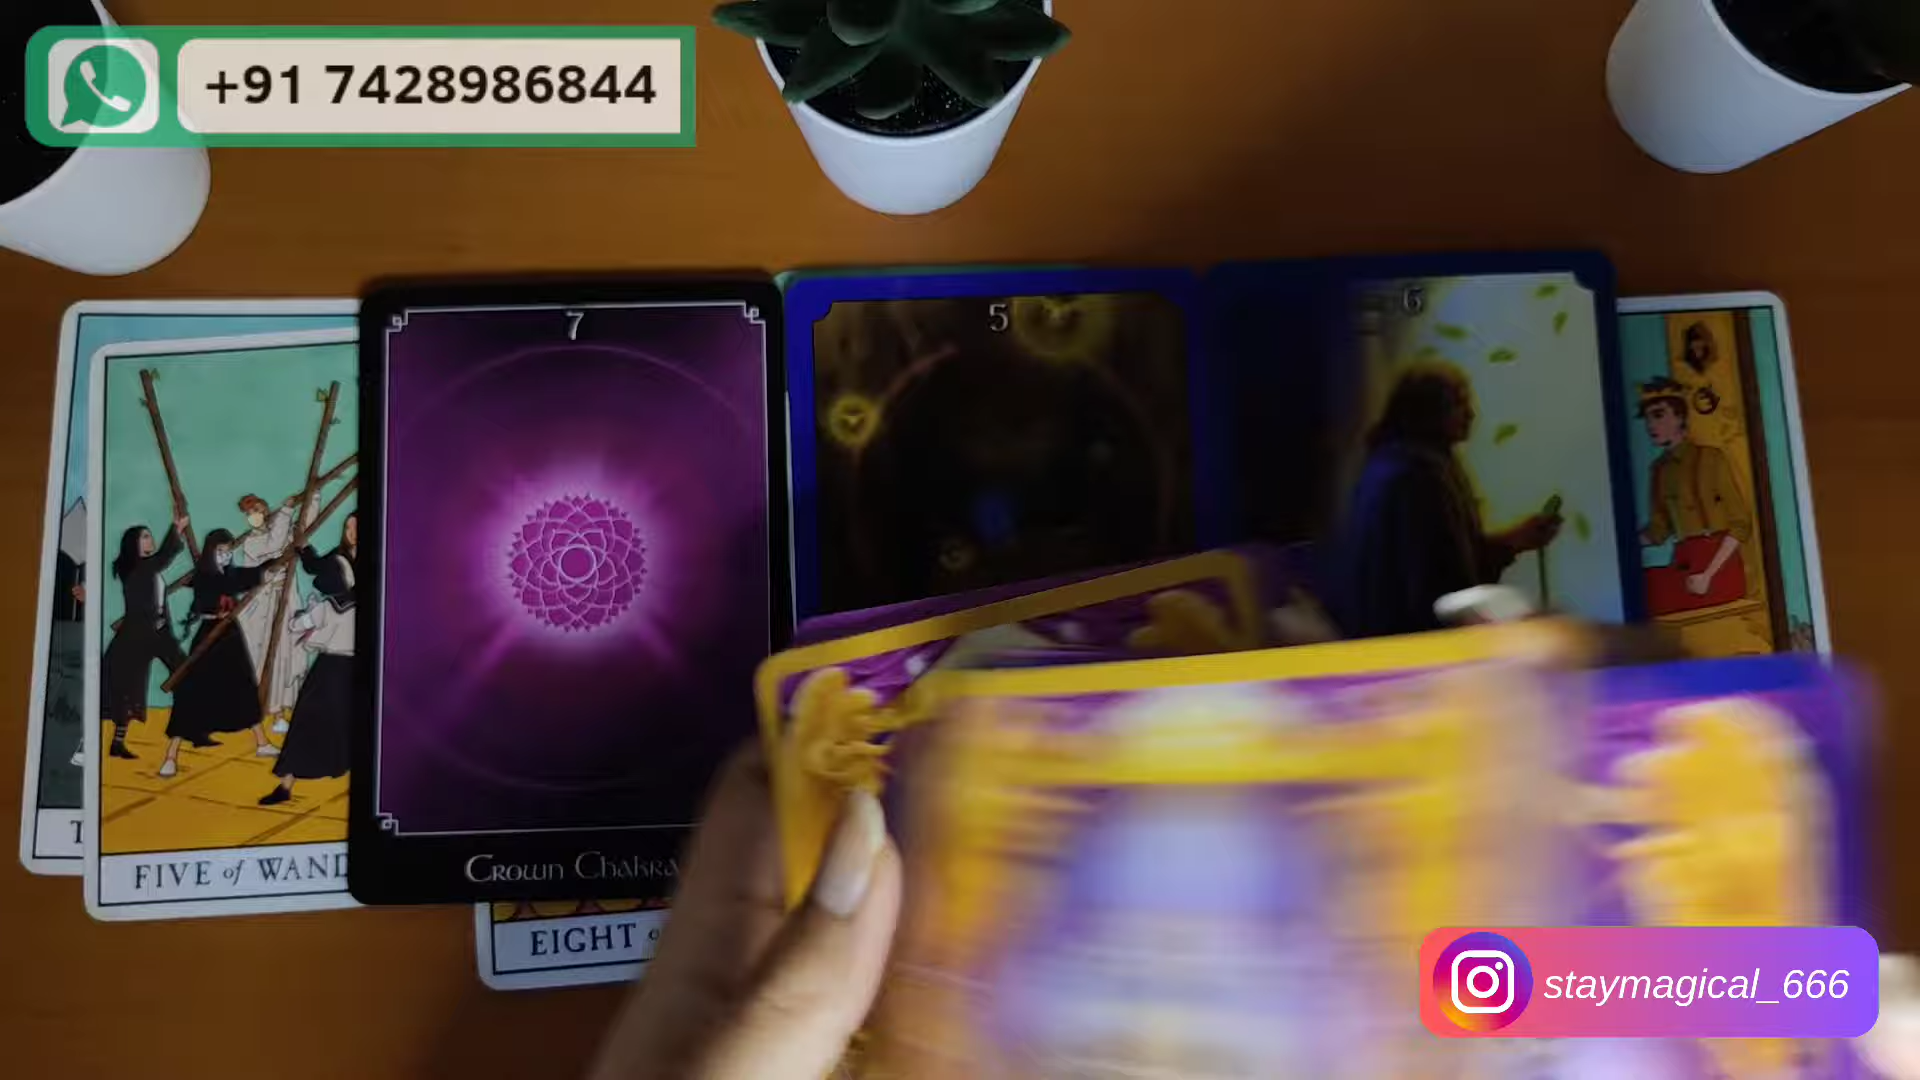 +91 7428986844
7
5
6
T
FIVE of WAND
Crown Chakra
EIGHT o
staymagical_666